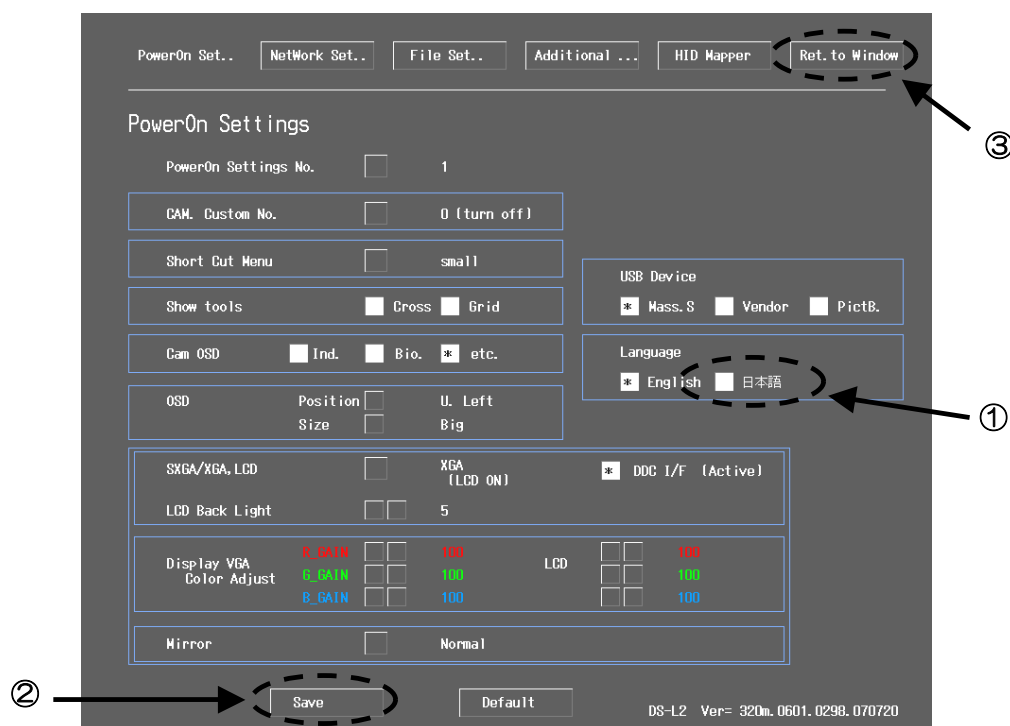 PowerOn Set.. NetWork Set.. File Set.. Additional ... HID Mapper Ret.to Window
③
PowerOn Settings
PowerOn Settings No. 1
CAM. Custom No. 0 (turn off)
Short Cut Menu small
USB Device
Show tools Cross Grid
* Mass.S Vendor PictB.
Cam OSD Ind. Bio. * etc.
Language
* English 日本語
①
OSD Position U. Left
Size Big
SXGA/XGA,LCD XGA * DDC I/F (Active)
(LCD ON)
LCD Back Light 5
Display VGA R_GAIN 100 LCD 100
Color Adjust G_GAIN 100 100
B_GAIN 100 100
Mirror Normal
② Save Default
DS-L2 Ver= 320m.0601.0298.070720